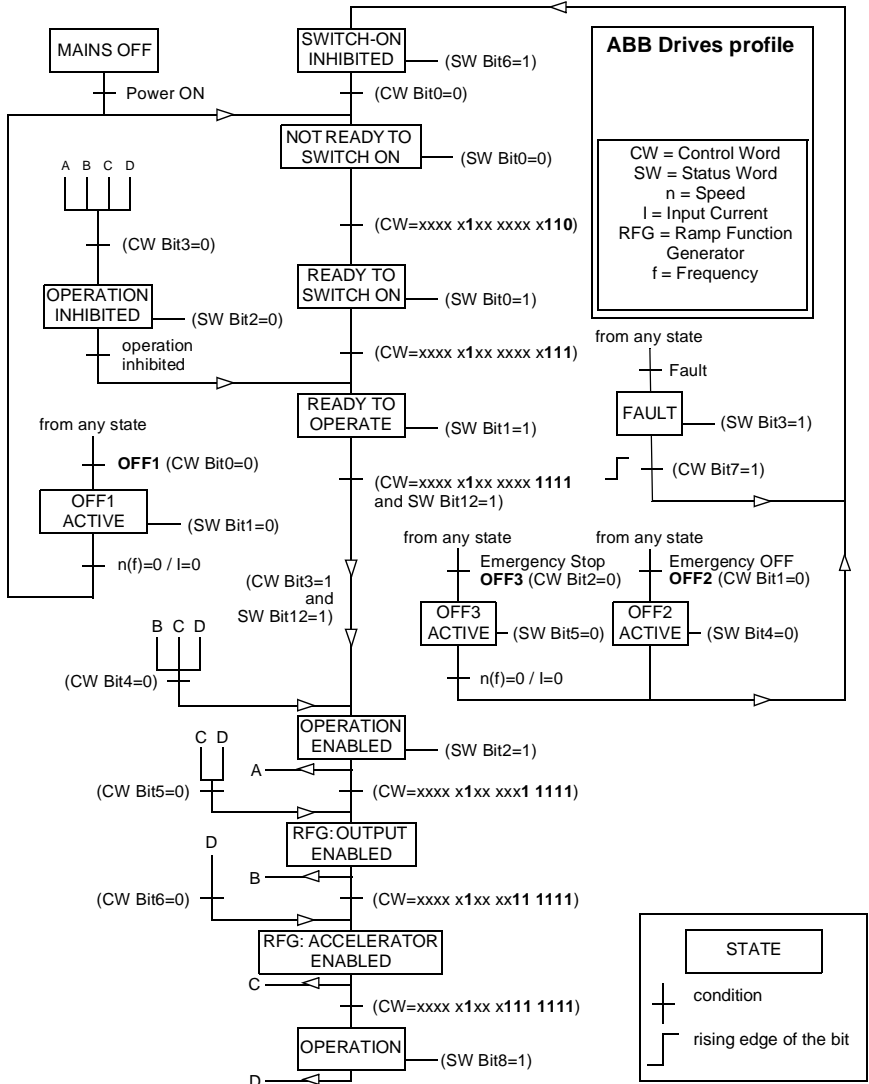 MAINS OFF
Power ON
SWITCH-ON
INHIBITED
(SW Bit6=1)
(CW Bit0=0)
NOT READY TO
SWITCH ON
(SW Bit0=0)
A B C D
(CW Bit3=0)
OPERATION
INHIBITED
(SW Bit2=0)
operation
inhibited
(CW=xxxx x1xx xxxx x110)
READY TO
SWITCH ON
(SW Bit0=1)
(CW=xxxx x1xx xxxx x111)
READY TO
OPERATE
(SW Bit1=1)
(CW=xxxx x1xx xxxx 1111
and SW Bit12=1)
ABB Drives profile
CW = Control Word
SW = Status Word
n = Speed
I = Input Current
RFG = Ramp Function
Generator
f = Frequency
from any state
Fault
FAULT
(SW Bit3=1)
(CW Bit7=1)
from any state
OFF1 (CW Bit0=0)
OFF1
ACTIVE
(SW Bit1=0)
n(f)=0 / I=0
(CW Bit3=1
and
SW Bit12=1)
from any state
Emergency Stop
OFF3 (CW Bit2=0)
OFF3
ACTIVE
(SW Bit5=0)
n(f)=0 / I=0
from any state
Emergency OFF
OFF2 (CW Bit1=0)
OFF2
ACTIVE
(SW Bit4=0)
B C D
(CW Bit4=0)
OPERATION
ENABLED
(SW Bit2=1)
A
C D
(CW Bit5=0)
(CW=xxxx x1xx xxx1 1111)
RFG: OUTPUT
ENABLED
B
D
(CW Bit6=0)
(CW=xxxx x1xx xx11 1111)
RFG: ACCELERATOR
ENABLED
C
(CW=xxxx x1xx x111 1111)
OPERATION
(SW Bit8=1)
D
STATE
condition
rising edge of the bit